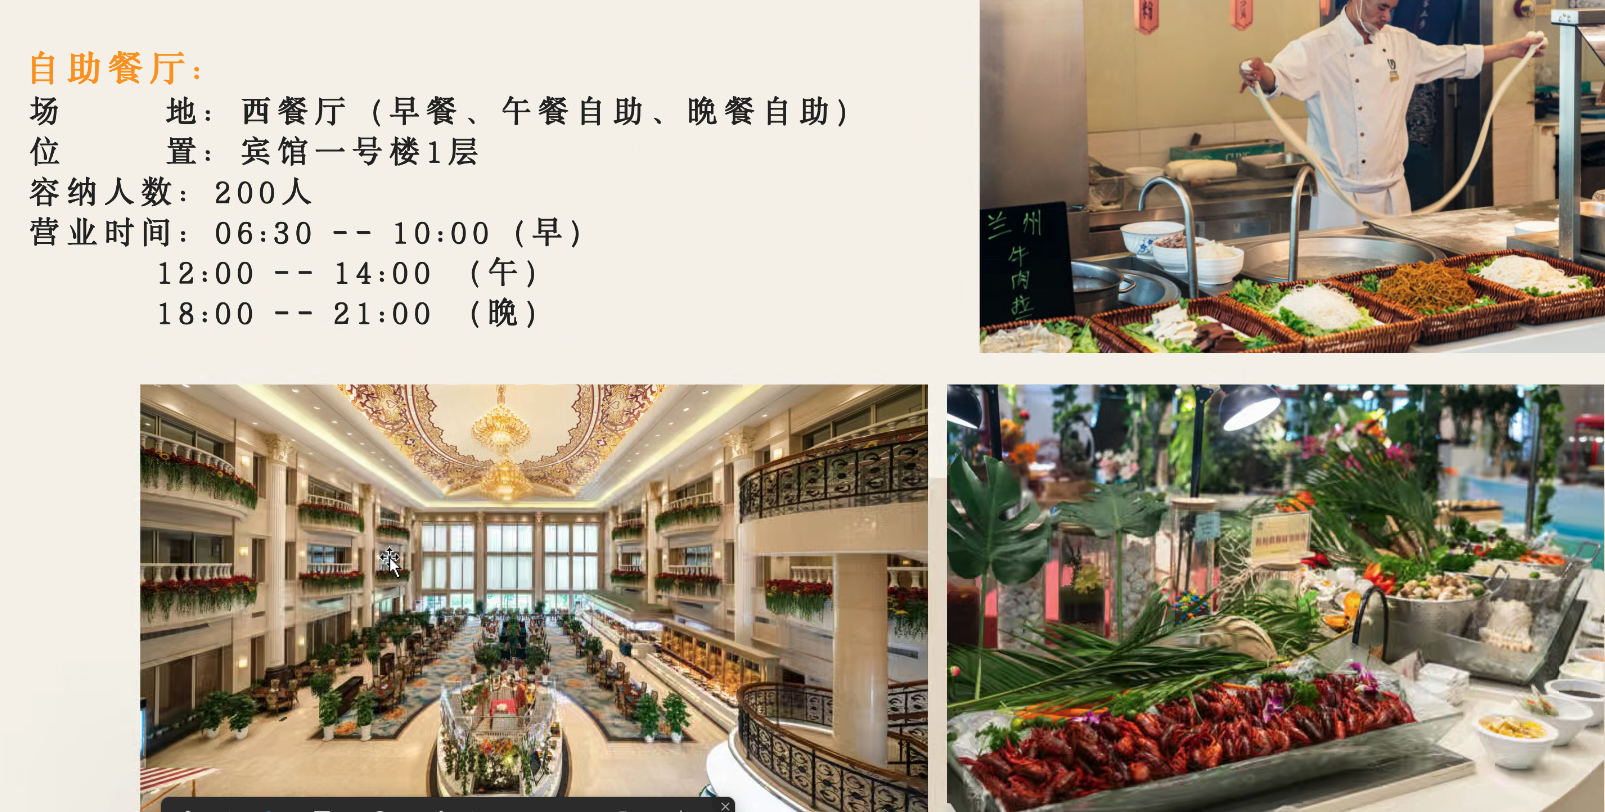 自助餐厅:
场 地: 西餐厅 (早餐、午餐自助、晚餐自助)
位 置: 宾馆一号楼1层
容纳人数: 200人
营业时间: 06:30 -- 10:00 (早)
12:00 -- 14:00 (午)
18:00 -- 21:00 (晚)
兰州
牛
肉
拉